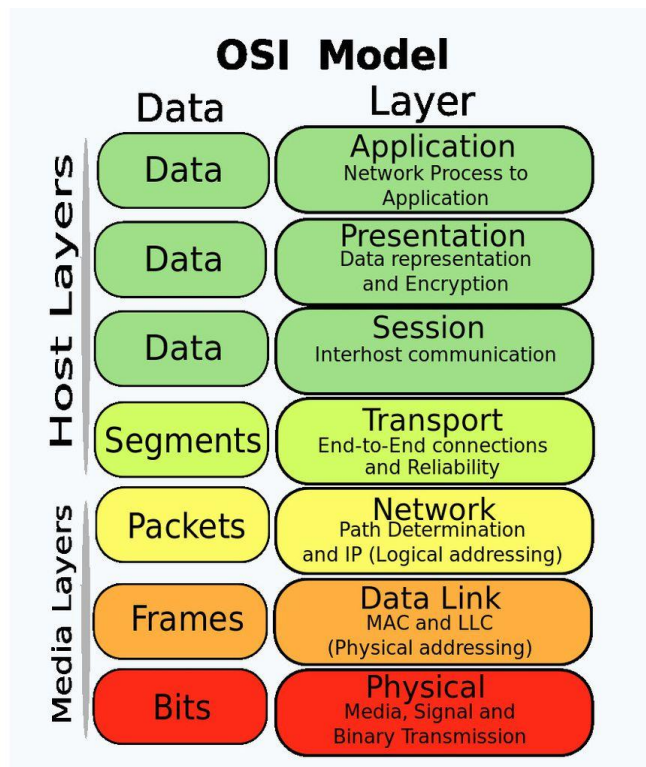 OSI Model
Data
Layer
Host Layers
Data
Application
Network Process to
Application
Data
Presentation
Data representation
and Encryption
Data
Session
Interhost communication
Segments
Transport
End-to-End connections
and Reliability
Media Layers
Packets
Network
Path Determination
and IP (Logical addressing)
Frames
Data Link
MAC and LLC
(Physical addressing)
Bits
Physical
Media, Signal and
Binary Transmission